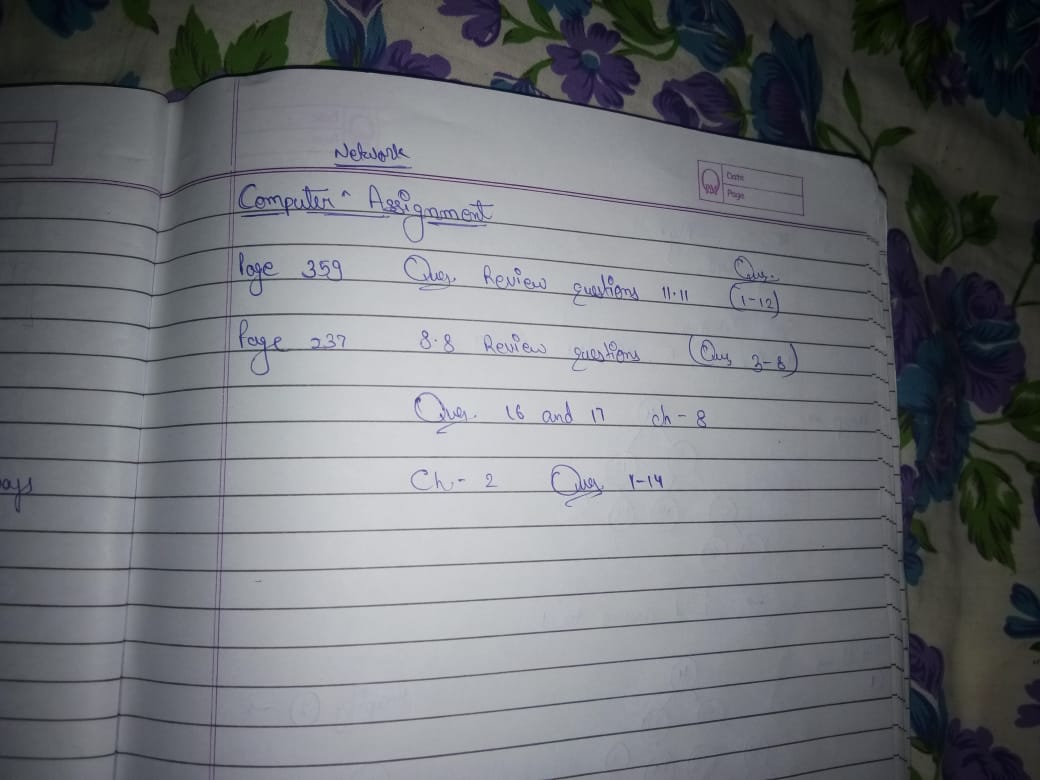 Network
Computer ^ Assignment
Date
Page
Page 359 Ques. Review questions 11.11 Ques. (1-12)
Page 237 8.8 Review questions (Ques 3-8)
Ques. 16 and 17 ch-8
Ch-2 Ques 1-14